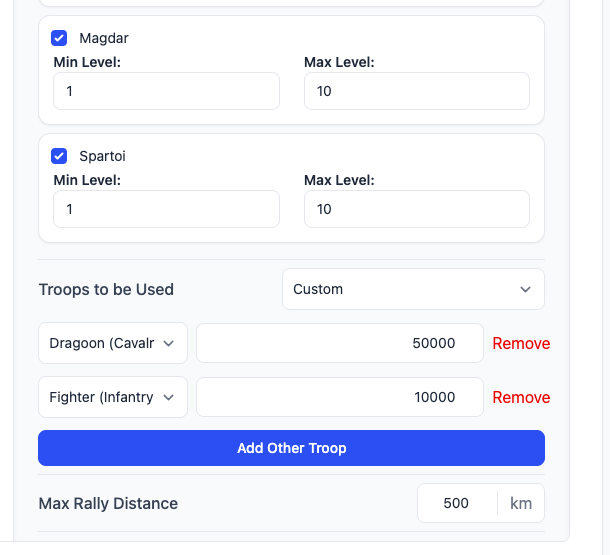 Magdar
Min Level: Max Level:
1 10
Spartoi
Min Level: Max Level:
1 10
Troops to be Used Custom
Dragoon (Cavalr 50000 Remove
Fighter (Infantry 10000 Remove
Add Other Troop
Max Rally Distance 500 km